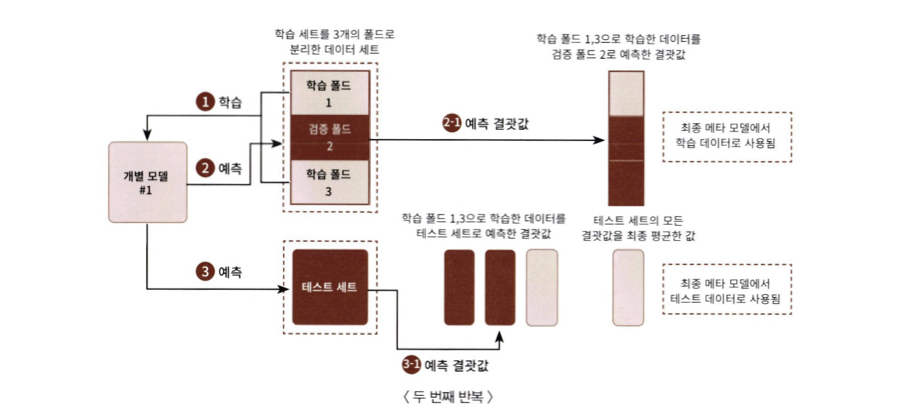 학습 세트를 3개의 폴드로
분리한 데이터 세트
학습 폴드 1,3으로 학습한 데이터를
검증 폴드 2로 예측한 결괏값
학습 폴드
1
1 학습
검증 폴드
2
2-1 예측 결괏값
최종 메타 모델에서
학습 데이터로 사용됨
개별 모델
#1
2 예측
학습 폴드
3
학습 폴드 1,3으로 학습한 데이터를
테스트 세트로 예측한 결괏값
테스트 세트의 모든
결괏값을 최종 평균한 값
3 예측
테스트 세트
최종 메타 모델에서
테스트 데이터로 사용됨
3-1 예측 결괏값
〈 두 번째 반복 〉